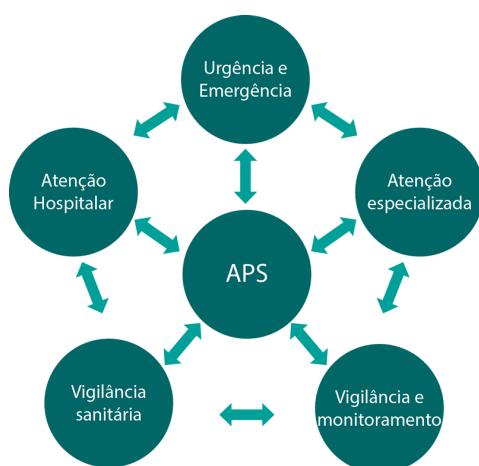 Urgência e
Emergência
Atenção
Hospitalar
Atenção
especializada
APS
Vigilância
sanitária
Vigilância e
monitoramento